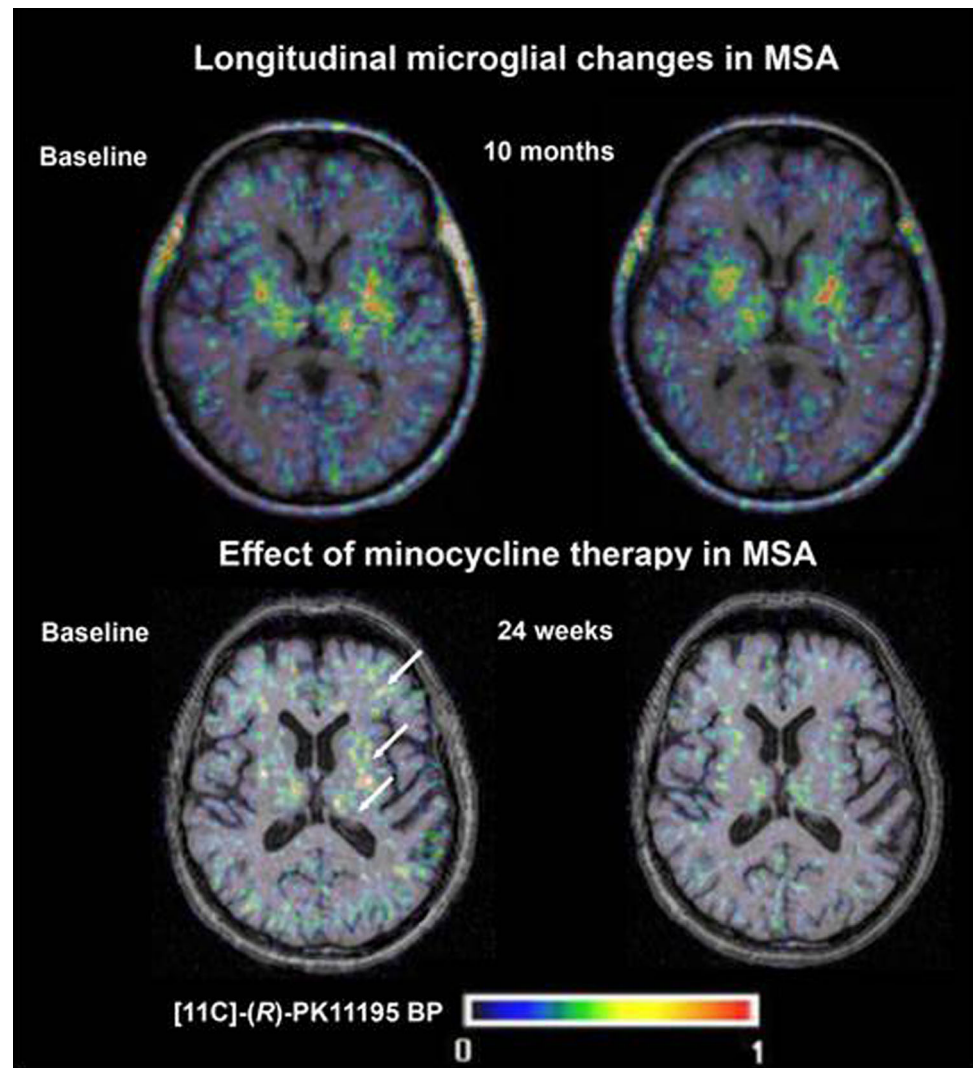 Longitudinal microglial changes in MSA
Baseline
10 months
Effect of minocycline therapy in MSA
Baseline
24 weeks
[11C]-(R)-PK11195 BP
0
1